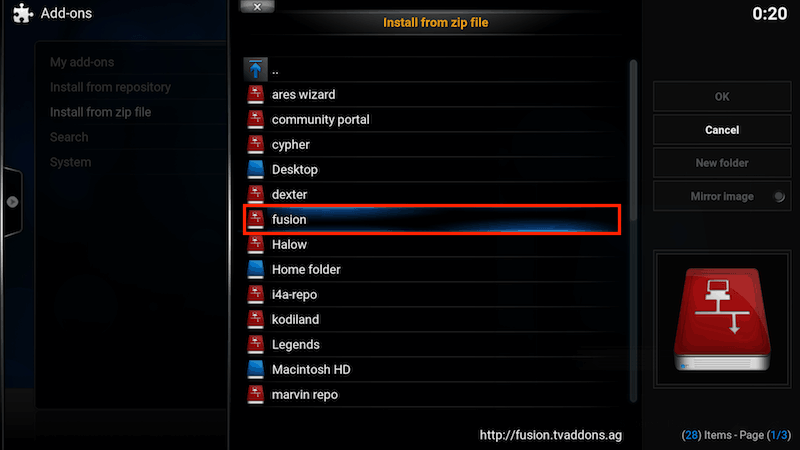 Add-ons
My add-ons
Install from repository
Install from zip file
Search
System
×
Install from zip file
..
ares wizard
community portal
cypher
Desktop
dexter
fusion
Halow
Home folder
i4a-repo
kodiland
Legends
Macintosh HD
marvin repo
http://fusion.tvaddons.ag
0:20
OK
Cancel
New folder
Mirror Image
(28) Items - Page (1/3)